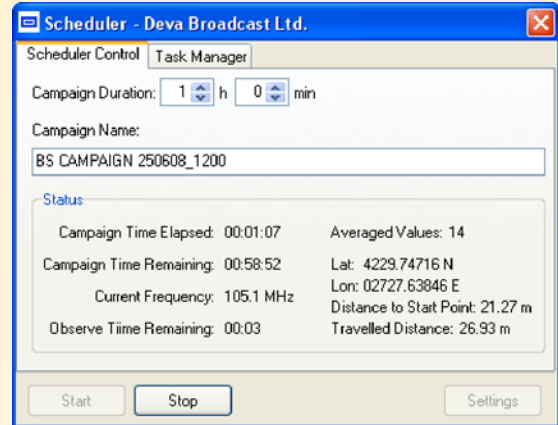 Scheduler - Deva Broadcast Ltd.
Scheduler Control Task Manager
Campaign Duration: 1 h 0 min
Campaign Name:
BS CAMPAIGN 250608_1200
Status
Campaign Time Elapsed: 00:01:07
Campaign Time Remaining: 00:58:52
Current Frequency: 105.1 MHz
Observe Tiime Remaining: 00:03
Averaged Values: 14
Lat: 4229.74716 N
Lon: 02727.63846 E
Distance to Start Point: 21.27 m
Travelled Distance: 26.93 m
Start Stop Settings